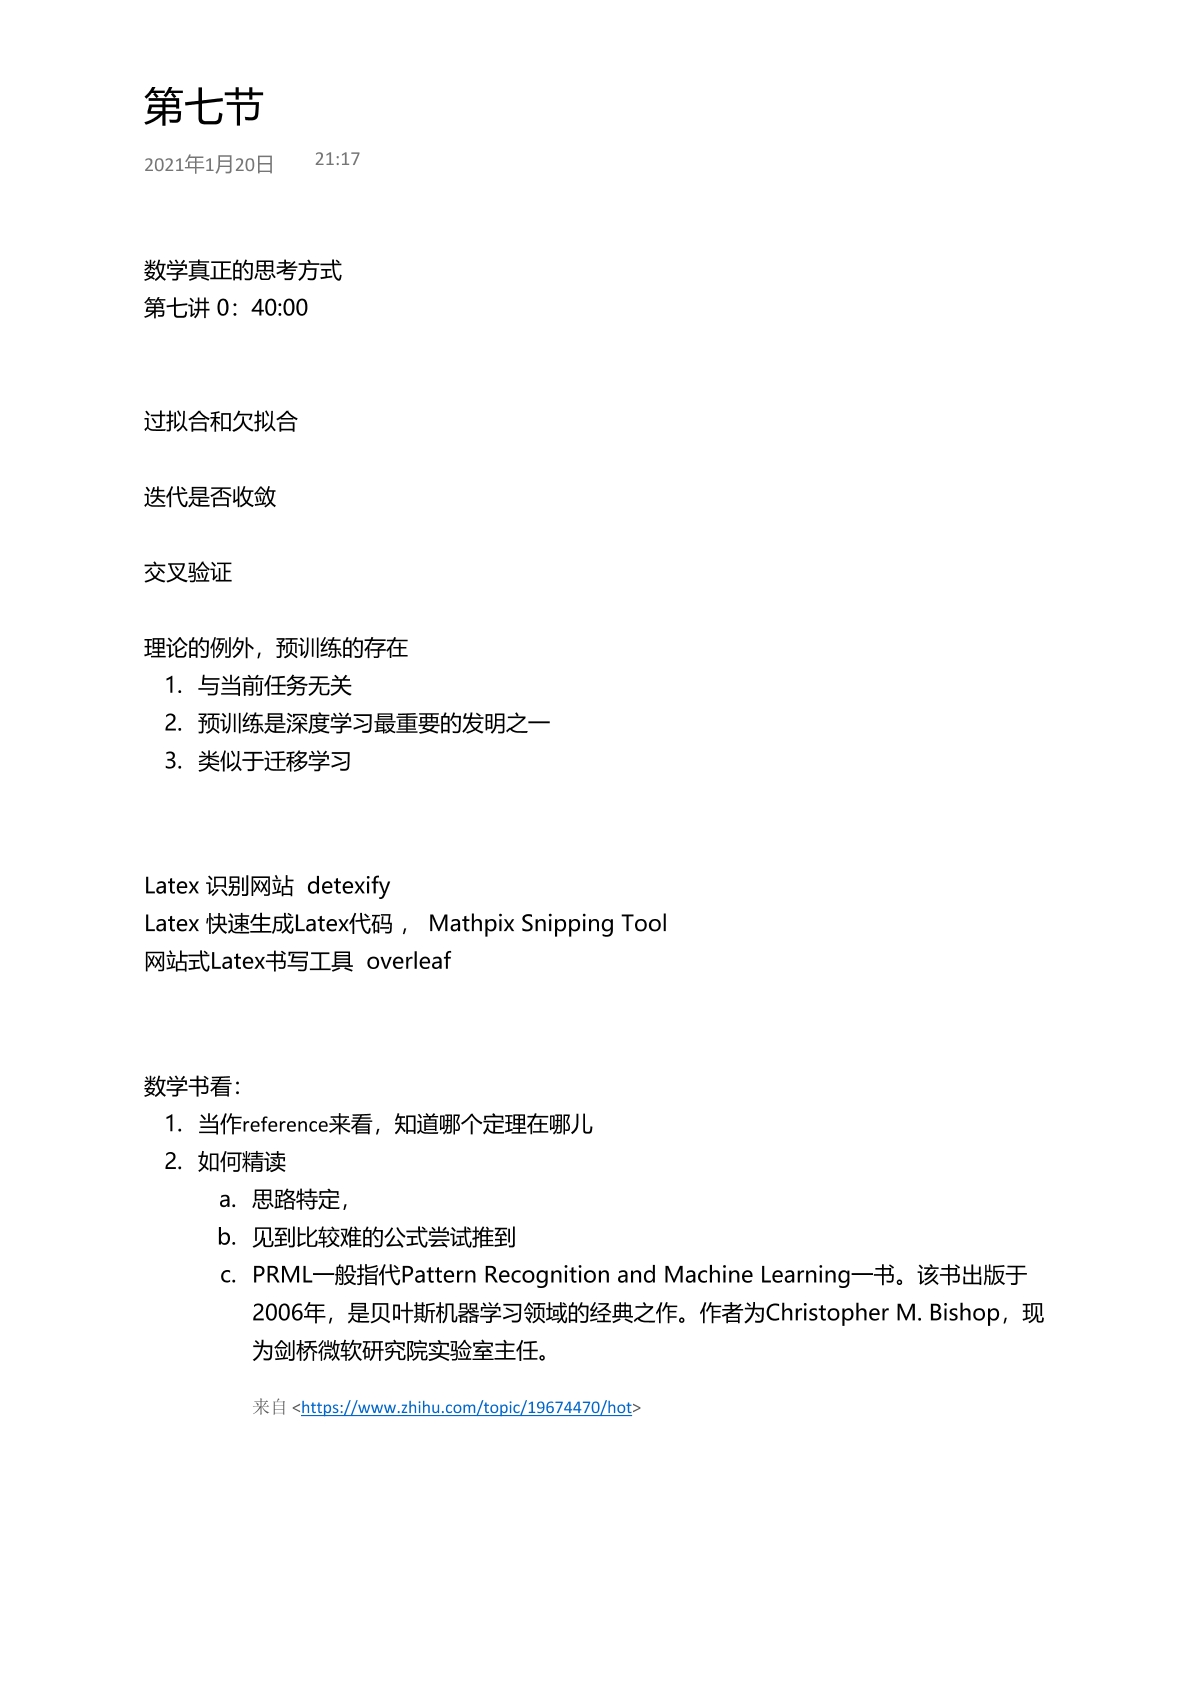 第七节
2021年1月20日 21:17
数学真正的思考方式
第七讲 0：40:00
过拟合和欠拟合
迭代是否收敛
交叉验证
理论的例外，预训练的存在
1. 与当前任务无关
2. 预训练是深度学习最重要的发明之一
3. 类似于迁移学习
Latex 识别网站 detexify
Latex 快速生成Latex代码 ， Mathpix Snipping Tool
网站式Latex书写工具 overleaf
数学书看：
1. 当作reference来看，知道哪个定理在哪儿
2. 如何精读
a. 思路特定，
b. 见到比较难的公式尝试推到
c. PRML一般指代Pattern Recognition and Machine Learning一书。该书出版于
2006年，是贝叶斯机器学习领域的经典之作。作者为Christopher M. Bishop，现
为剑桥微软研究院实验室主任。
来自 <https://www.zhihu.com/topic/19674470/hot>